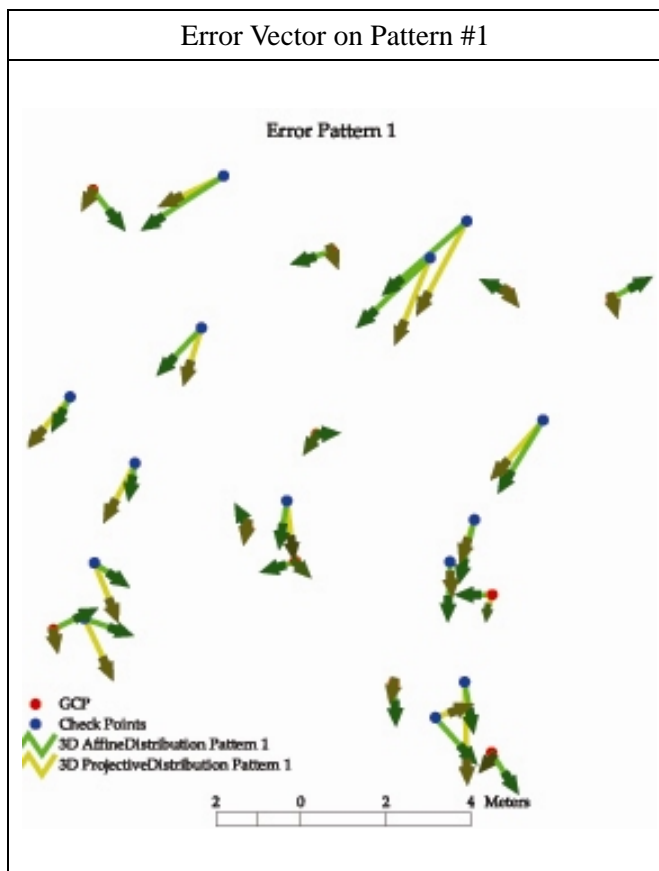 Error Vector on Pattern #1
Error Pattern 1
GCP
Check Points
3D AffineDistribution Pattern 1
3D ProjectiveDistribution Pattern 1
2 0 2 4 Meters